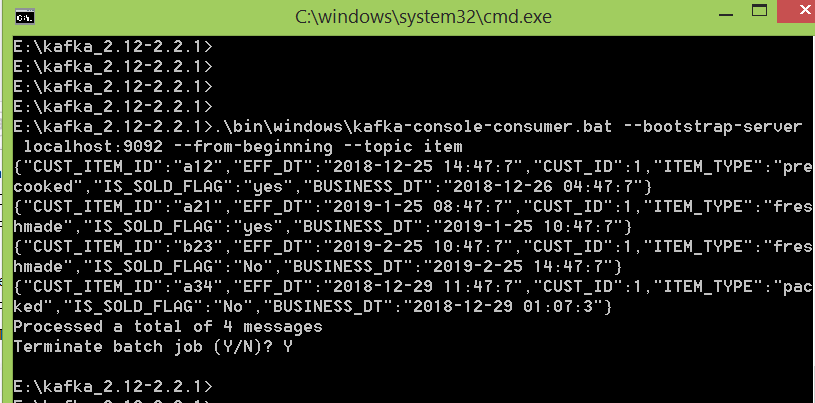 C:\windows\system32\cmd.exe
E:\kafka_2.12-2.2.1>
E:\kafka_2.12-2.2.1>
E:\kafka_2.12-2.2.1>
E:\kafka_2.12-2.2.1>
E:\kafka_2.12-2.2.1>.\bin\windows\kafka-console-consumer.bat --bootstrap-server
localhost:9092 --from-beginning --topic item
{"CUST_ITEM_ID":"a12","EFF_DT":"2018-12-25 14:47:7","CUST_ID":1,"ITEM_TYPE":"pre
cooked","IS_SOLD_FLAG":"yes","BUSINESS_DT":"2018-12-26 04:47:7"}
{"CUST_ITEM_ID":"a21","EFF_DT":"2019-1-25 08:47:7","CUST_ID":1,"ITEM_TYPE":"fres
hmade","IS_SOLD_FLAG":"yes","BUSINESS_DT":"2019-1-25 10:47:7"}
{"CUST_ITEM_ID":"b23","EFF_DT":"2019-2-25 10:47:7","CUST_ID":1,"ITEM_TYPE":"fres
hmade","IS_SOLD_FLAG":"No","BUSINESS_DT":"2019-2-25 14:47:7"}
{"CUST_ITEM_ID":"a34","EFF_DT":"2018-12-29 11:47:7","CUST_ID":1,"ITEM_TYPE":"pac
ked","IS_SOLD_FLAG":"No","BUSINESS_DT":"2018-12-29 01:07:3"}
Processed a total of 4 messages
Terminate batch job (Y/N)? Y
E:\kafka_2.12-2.2.1>